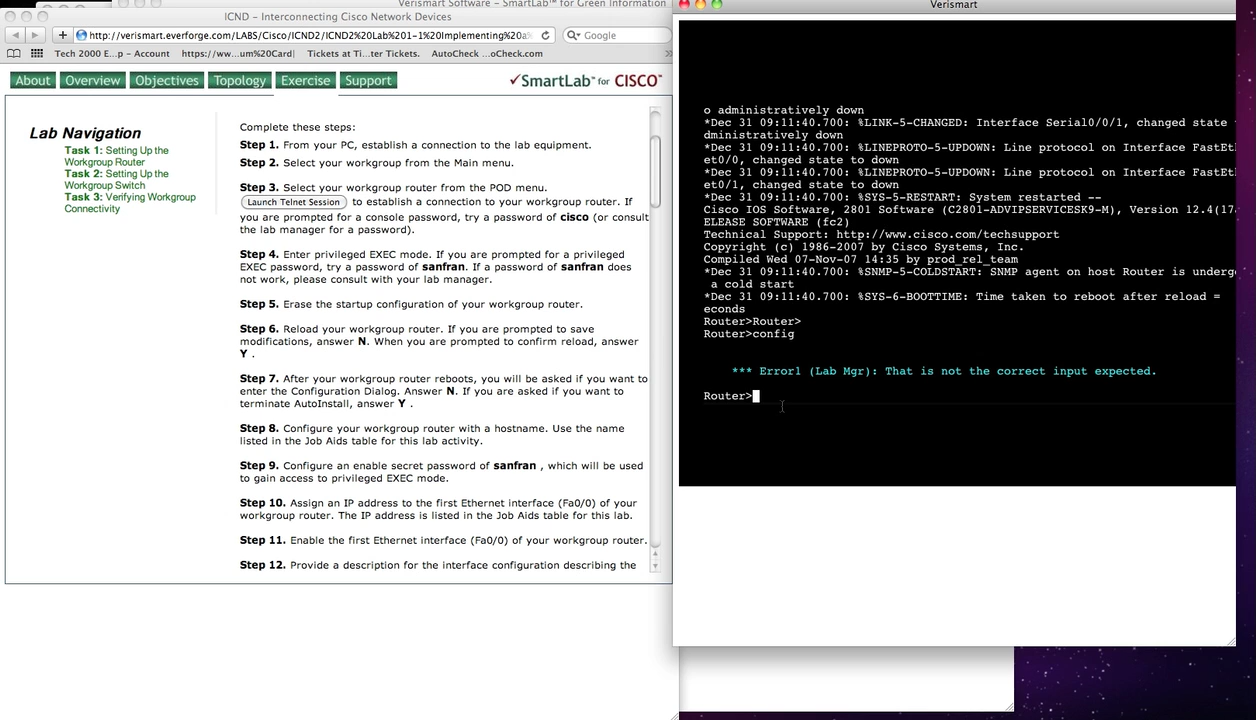 Verismart Software – SmartLab™ for Green Information
ICND – Interconnecting Cisco Network Devices
http://verismart.everforge.com/LABS/Cisco/ICND2/ICND2%20Lab%201-1%20Implementing%20a
Google
Tech 2000 E...p – Account https://ww...um%20Card| Tickets at Ti...ter Tickets. AutoCheck ...oCheck.com »
About Overview Objectives Topology Exercise Support
SmartLab™ for CISCO™
Lab Navigation
Task 1: Setting Up the
Workgroup Router
Task 2: Setting Up the
Workgroup Switch
Task 3: Verifying Workgroup
Connectivity
Complete these steps:
Step 1. From your PC, establish a connection to the lab equipment.
Step 2. Select your workgroup from the Main menu.
Step 3. Select your workgroup router from the POD menu.
Launch Telnet Session to establish a connection to your workgroup router. If
you are prompted for a console password, try a password of cisco (or consult
the lab manager for a password).
Step 4. Enter privileged EXEC mode. If you are prompted for a privileged
EXEC password, try a password of sanfran. If a password of sanfran does
not work, please consult with your lab manager.
Step 5. Erase the startup configuration of your workgroup router.
Step 6. Reload your workgroup router. If you are prompted to save
modifications, answer N. When you are prompted to confirm reload, answer
Y .
Step 7. After your workgroup router reboots, you will be asked if you want to
enter the Configuration Dialog. Answer N. If you are asked if you want to
terminate AutoInstall, answer Y .
Step 8. Configure your workgroup router with a hostname. Use the name
listed in the Job Aids table for this lab activity.
Step 9. Configure an enable secret password of sanfran , which will be used
to gain access to privileged EXEC mode.
Step 10. Assign an IP address to the first Ethernet interface (Fa0/0) of your
workgroup router. The IP address is listed in the Job Aids table for this lab.
Step 11. Enable the first Ethernet interface (Fa0/0) of your workgroup router.
Step 12. Provide a description for the interface configuration describing the
Verismart
o administratively down
*Dec 31 09:11:40.700: %LINK-5-CHANGED: Interface Serial0/0/1, changed state
dministratively down
*Dec 31 09:11:40.700: %LINEPROTO-5-UPDOWN: Line protocol on Interface FastEt
et0/0, changed state to down
*Dec 31 09:11:40.700: %LINEPROTO-5-UPDOWN: Line protocol on Interface FastEt
et0/1, changed state to down
*Dec 31 09:11:40.700: %SYS-5-RESTART: System restarted --
Cisco IOS Software, 2801 Software (C2801-ADVIPSERVICESK9-M), Version 12.4(17
ELEASE SOFTWARE (fc2)
Technical Support: http://www.cisco.com/techsupport
Copyright (c) 1986-2007 by Cisco Systems, Inc.
Compiled Wed 07-Nov-07 14:35 by prod_rel_team
*Dec 31 09:11:40.700: %SNMP-5-COLDSTART: SNMP agent on host Router is underg
a cold start
*Dec 31 09:11:40.700: %SYS-6-BOOTTIME: Time taken to reboot after reload =
econds
Router>Router>
Router>config
*** Error1 (Lab Mgr): That is not the correct input expected.
Router>